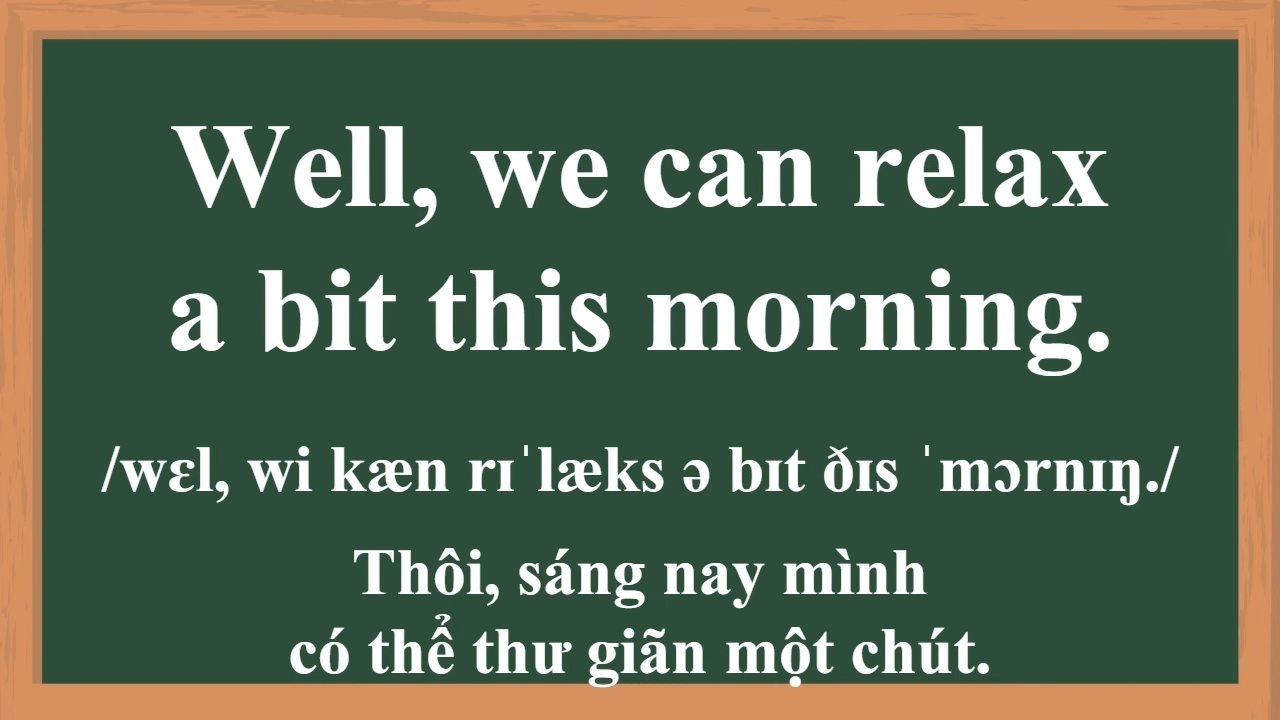 Well, we can relax
a bit this morning.
/wɛl, wi kæn rɪˈlæks ə bɪt ðɪs ˈmɔrnɪŋ./
Thôi, sáng nay mình
có thể thư giãn một chút.